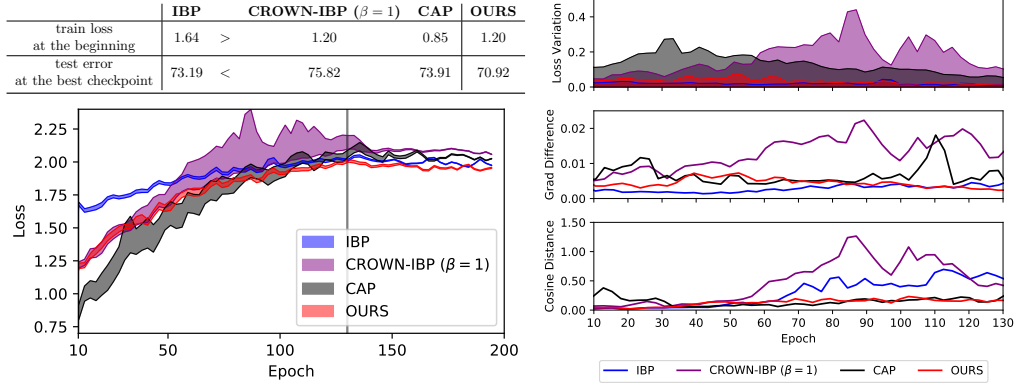 IBP CROWN-IBP (β = 1) CAP OURS
train loss
at the beginning
1.64 > 1.20 0.85 1.20
test error
at the best checkpoint
73.19 < 75.82 73.91 70.92
Loss
2.25
2.00
1.75
1.50
1.25
1.00
0.75
10 50 100 150 200
Epoch
IBP
CROWN-IBP (β = 1)
CAP
OURS
Loss Variation
0.4
0.2
0.0
Grad Difference
0.02
0.01
0.00
Cosine Distance
1.50
1.00
0.50
0.00
10 20 30 40 50 60 70 80 90 100 110 120 130
Epoch
IBP CROWN-IBP (β = 1) CAP OURS